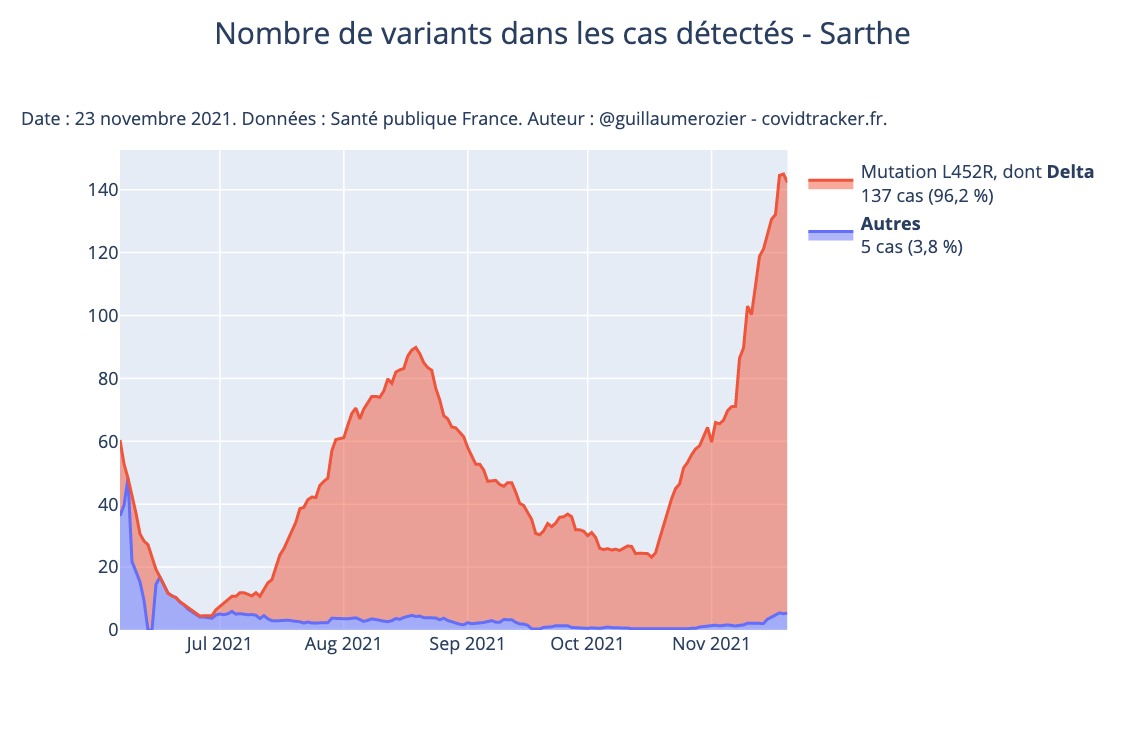 Nombre de variants dans les cas détectés - Sarthe
Date : 23 novembre 2021. Données : Santé publique France. Auteur : @guillaumerozier - covidtracker.fr.
Mutation L452R, dont Delta
137 cas (96,2 %)
Autres
5 cas (3,8 %)
140
120
100
80
60
40
20
0
Jul 2021
Aug 2021
Sep 2021
Oct 2021
Nov 2021